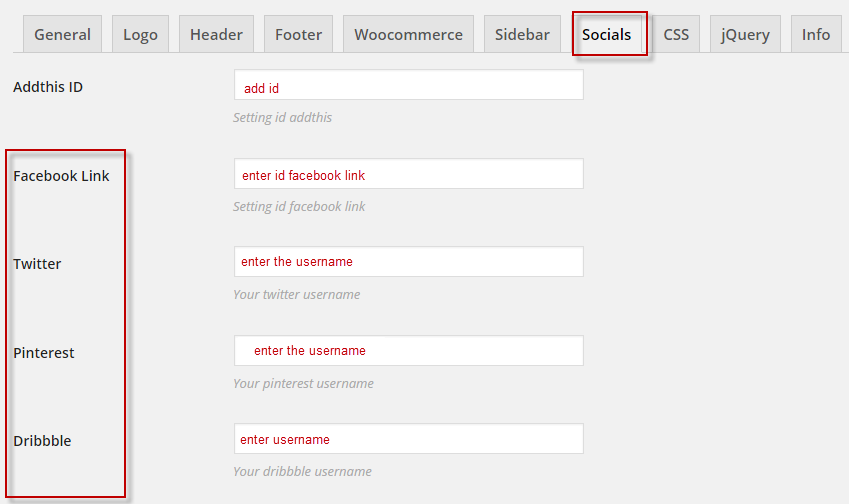 General Logo Header Footer Woocommerce Sidebar Socials CSS jQuery Info
Addthis ID add id
Setting id addthis
Facebook Link enter id facebook link
Setting id facebook link
Twitter enter the username
Your twitter username
Pinterest enter the username
Your pinterest username
Dribbble enter username
Your dribbble username